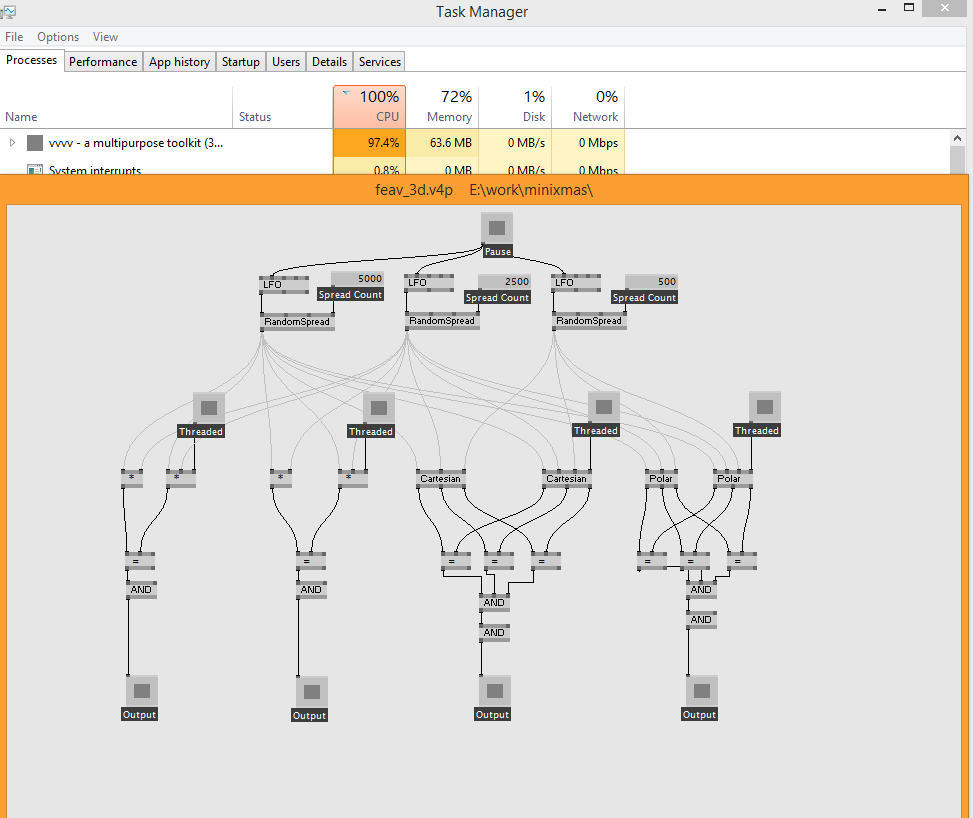 Task Manager
File Options View
Processes Performance App history Startup Users Details Services
100% 72% 1% 0%
Name Status CPU Memory Disk Network
vvvv - a multipurpose toolkit (3... 97.4% 63.6 MB 0 MB/s 0 Mbps
System interrupts 0.8% 0 MB 0 MB/s 0 Mbps
feav_3d.v4p E:\work\minixmas\
Pause
LFO 5000 LFO 2500 LFO 500
Spread Count Spread Count Spread Count
RandomSpread RandomSpread RandomSpread
Threaded Threaded Threaded Threaded
* * * * Cartesian Cartesian Polar Polar
= = = = = = = =
AND AND AND AND
AND AND
Output Output Output Output